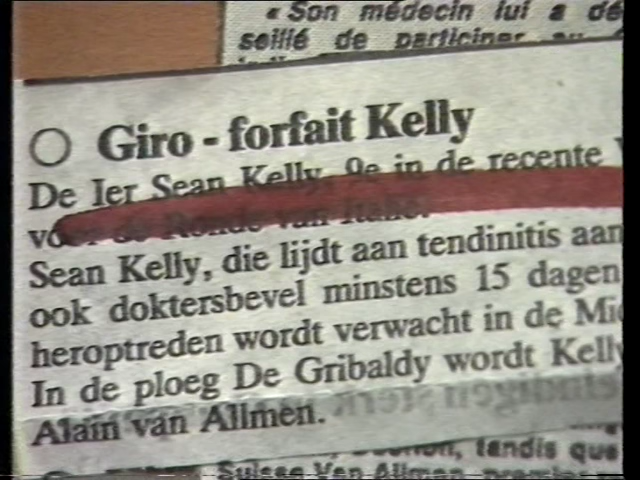 « Son médecin lui a dé
seillé de participer au
Giro - forfait Kelly
De Ier Sean Kelly, 9e in de recente
voor de Ronde van Italië.
Sean Kelly, die lijdt aan tendinitis aan
ook doktersbevel minstens 15 dagen
heroptreden wordt verwacht in de Mi
In de ploeg De Gribaldy wordt Kelly
Alain van Allmen.
tandis que
Suisse Van Allmen, premier